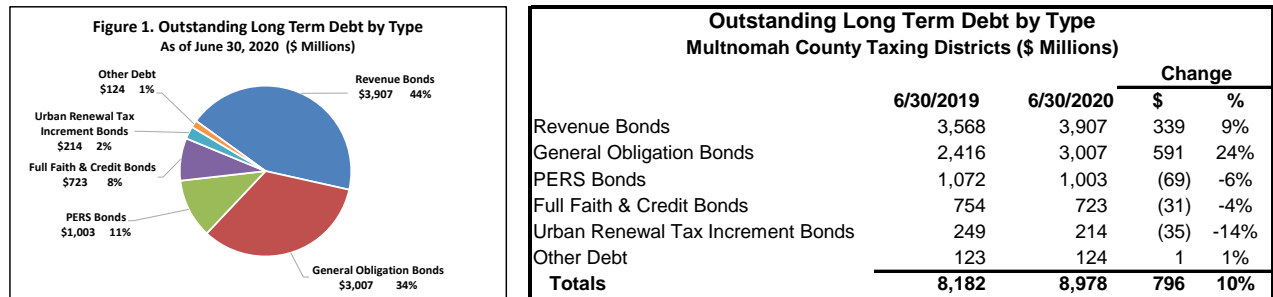 Figure 1. Outstanding Long Term Debt by Type
As of June 30, 2020 ($ Millions)
Other Debt
$124 1%
Revenue Bonds
$3,907 44%
Urban Renewal Tax
Increment Bonds
$214 2%
Full Faith & Credit Bonds
$723 8%
PERS Bonds
$1,003 11%
General Obligation Bonds
$3,007 34%
Outstanding Long Term Debt by Type
Multnomah County Taxing Districts ($ Millions)
Change
6/30/2019 6/30/2020 $ %
Revenue Bonds 3,568 3,907 339 9%
General Obligation Bonds 2,416 3,007 591 24%
PERS Bonds 1,072 1,003 (69) -6%
Full Faith & Credit Bonds 754 723 (31) -4%
Urban Renewal Tax Increment Bonds 249 214 (35) -14%
Other Debt 123 124 1 1%
Totals 8,182 8,978 796 10%